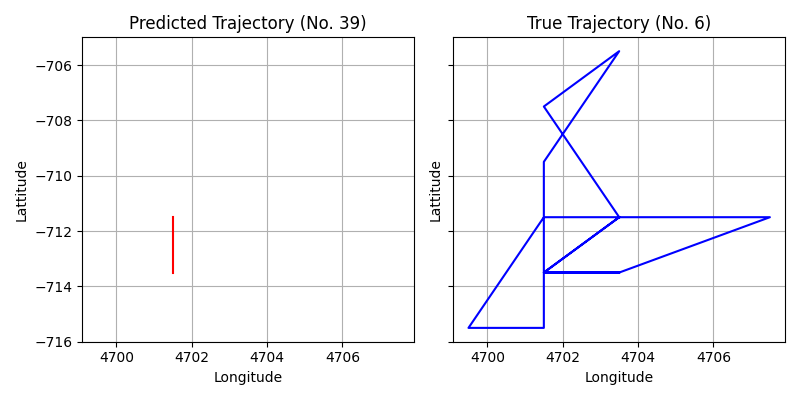 Predicted Trajectory (No. 39)
True Trajectory (No. 6)
−706
−708
−710
−712
−714
−716
Lattitude
Lattitude
4700
4702
4704
4706
4700
4702
4704
4706
Longitude
Longitude